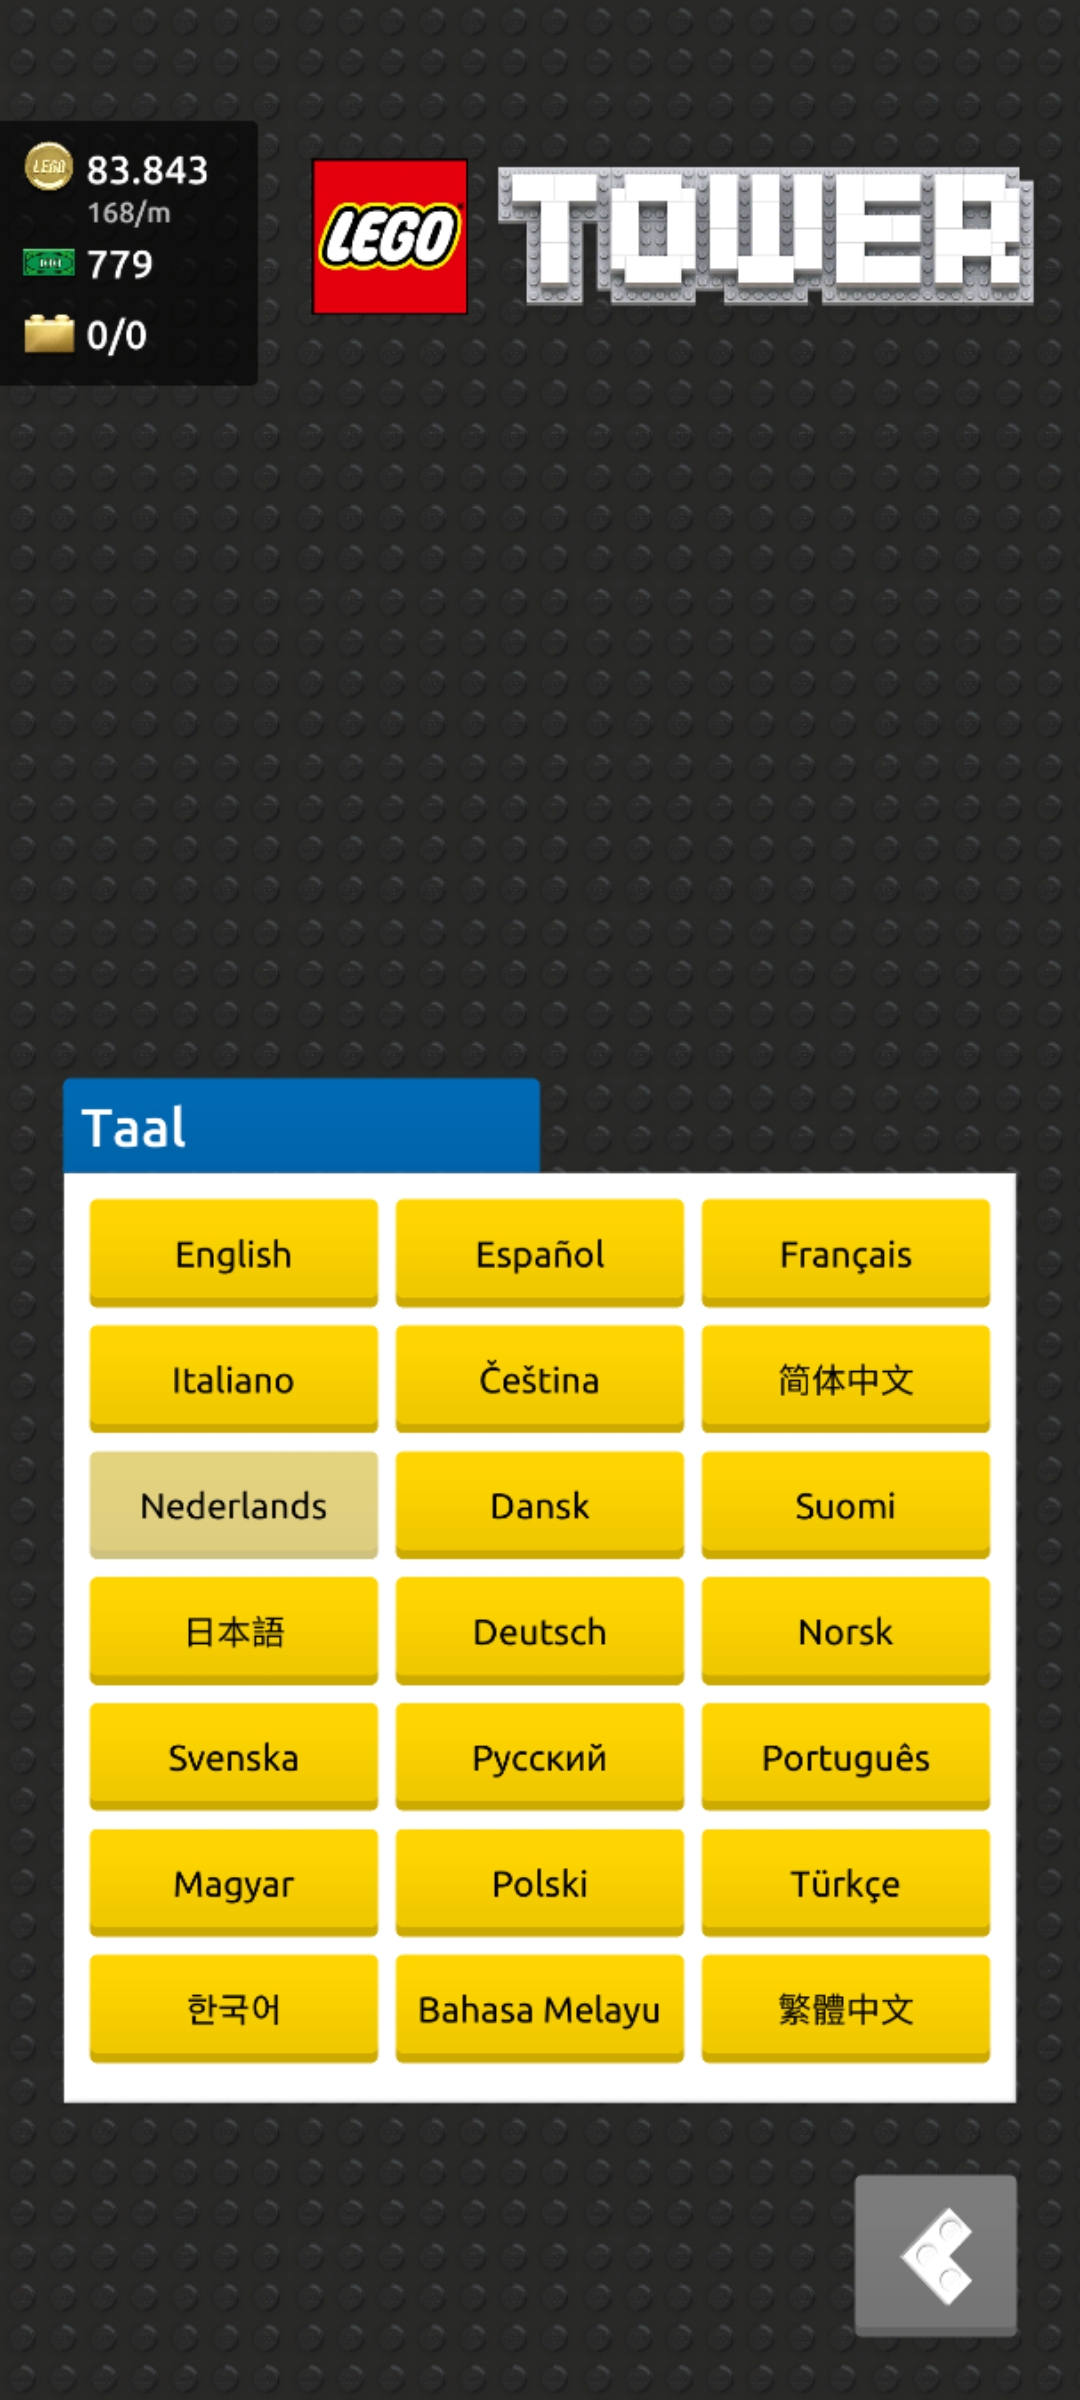 LEGO
83.843
168/m
779
0/0
LEGO TOWER
Taal
English Español Français
Italiano Čeština 简体中文
Nederlands Dansk Suomi
日本語 Deutsch Norsk
Svenska Русский Português
Magyar Polski Türkçe
한국어 Bahasa Melayu 繁體中文